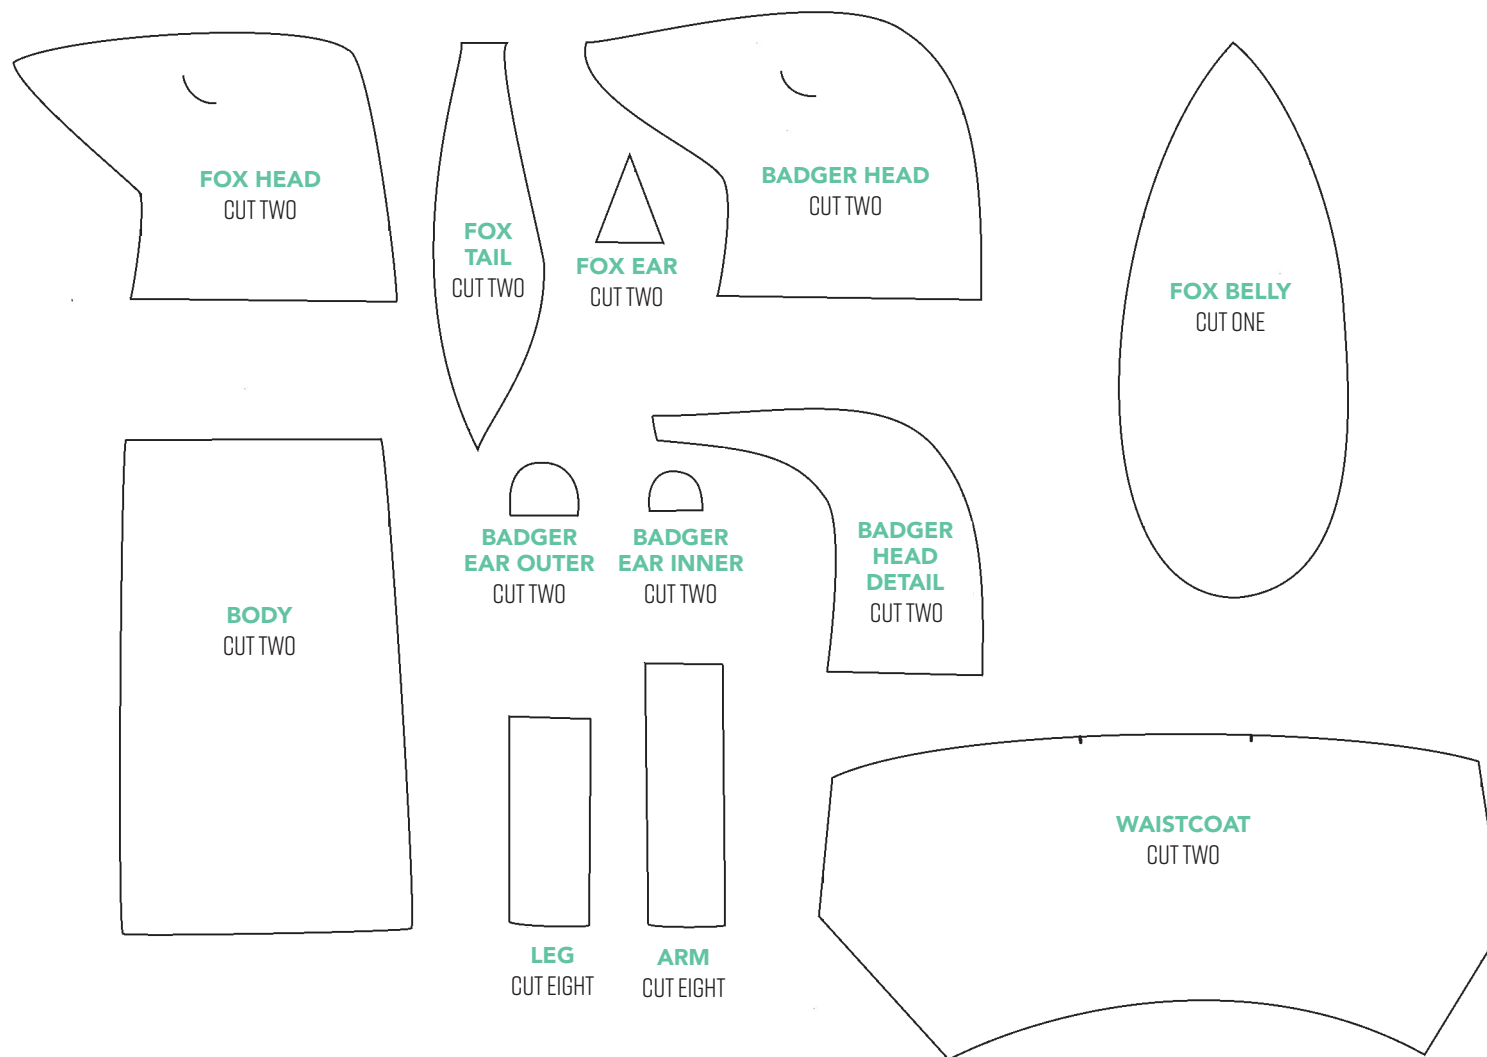 FOX HEAD
CUT TWO
FOX
TAIL
CUT TWO
FOX EAR
CUT TWO
BADGER HEAD
CUT TWO
FOX BELLY
CUT ONE
BODY
CUT TWO
BADGER
EAR OUTER
CUT TWO
BADGER
EAR INNER
CUT TWO
BADGER
HEAD
DETAIL
CUT TWO
LEG
CUT EIGHT
ARM
CUT EIGHT
WAISTCOAT
CUT TWO